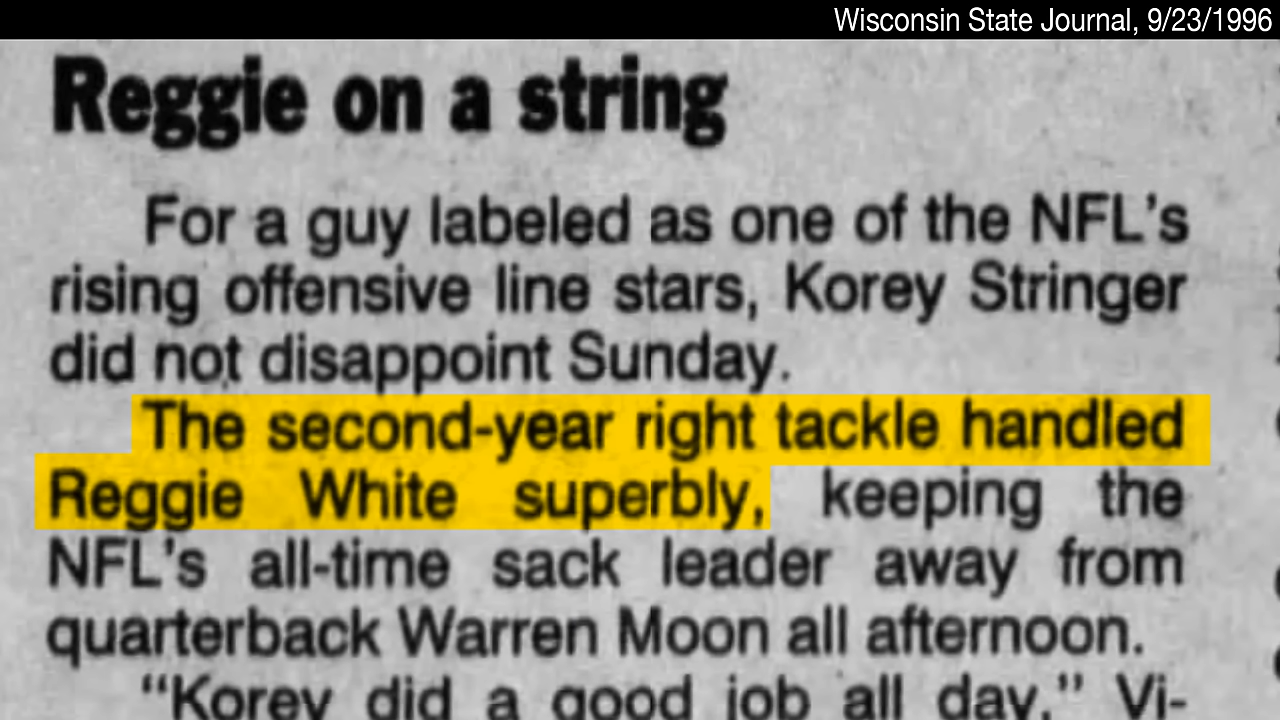 Wisconsin State Journal, 9/23/1996
Reggie on a string
For a guy labeled as one of the NFL's
rising offensive line stars, Korey Stringer
did not disappoint Sunday.
The second-year right tackle handled
Reggie White superbly, keeping the
NFL's all-time sack leader away from
quarterback Warren Moon all afternoon.
“Korey did a good job all day,” Vi-